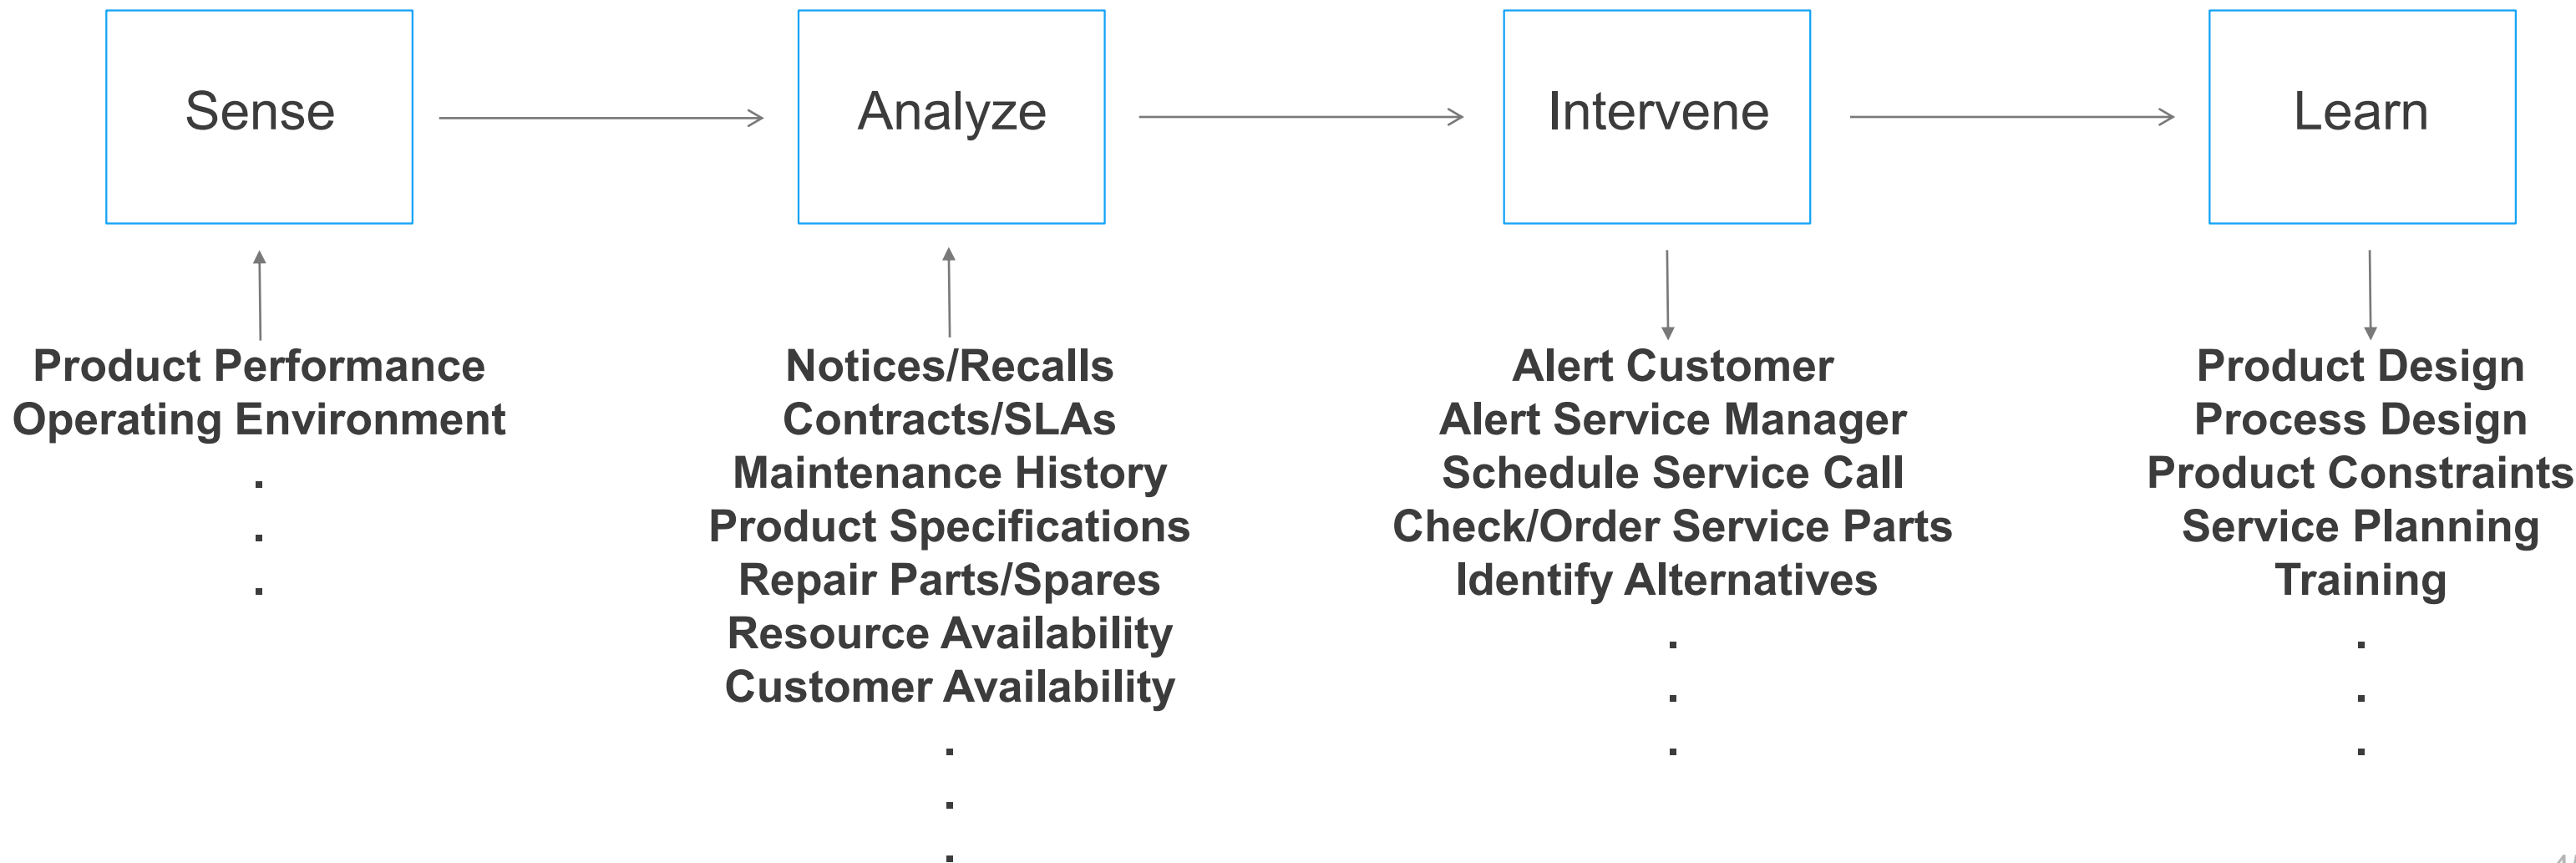 Sense
Analyze
Intervene
Learn
Product Performance
Operating Environment
.
.
.
Notices/Recalls
Contracts/SLAs
Maintenance History
Product Specifications
Repair Parts/Spares
Resource Availability
Customer Availability
.
.
.
Alert Customer
Alert Service Manager
Schedule Service Call
Check/Order Service Parts
Identify Alternatives
.
.
.
Product Design
Process Design
Product Constraints
Service Planning
Training
.
.
.